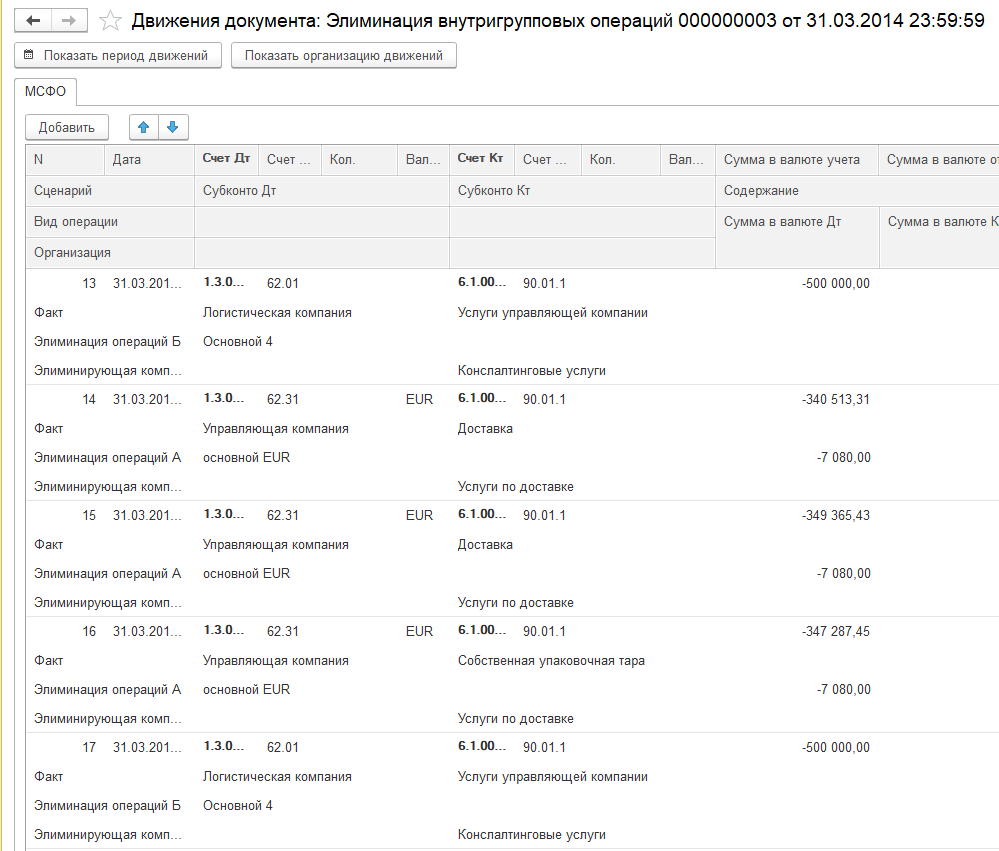 Движения документа: Элиминация внутригрупповых операций 000000003 от 31.03.2014 23:59:59
Показать период движений Показать организацию движений
МСФО
Добавить
N Дата Счет Дт Счет ... Кол. Вал... Счет Кт Счет ... Кол. Вал... Сумма в валюте учета Сумма в валюте от
Сценарий Субконто Дт Субконто Кт Содержание
Вид операции Сумма в валюте Дт Сумма в валюте К
Организация
13 31.03.201... 1.3.0... 62.01 6.1.00... 90.01.1 -500 000,00
Факт Логистическая компания Услуги управляющей компании
Элиминация операций Б Основной 4
Элиминирующая комп... Конслалтинговые услуги
14 31.03.201... 1.3.0... 62.31 EUR 6.1.00... 90.01.1 -340 513,31
Факт Управляющая компания Доставка
Элиминация операций А основной EUR -7 080,00
Элиминирующая комп... Услуги по доставке
15 31.03.201... 1.3.0... 62.31 EUR 6.1.00... 90.01.1 -349 365,43
Факт Управляющая компания Доставка
Элиминация операций А основной EUR -7 080,00
Элиминирующая комп... Услуги по доставке
16 31.03.201... 1.3.0... 62.31 EUR 6.1.00... 90.01.1 -347 287,45
Факт Управляющая компания Собственная упаковочная тара
Элиминация операций А основной EUR -7 080,00
Элиминирующая комп... Услуги по доставке
17 31.03.201... 1.3.0... 62.01 6.1.00... 90.01.1 -500 000,00
Факт Логистическая компания Услуги управляющей компании
Элиминация операций Б Основной 4
Элиминирующая комп... Конслалтинговые услуги